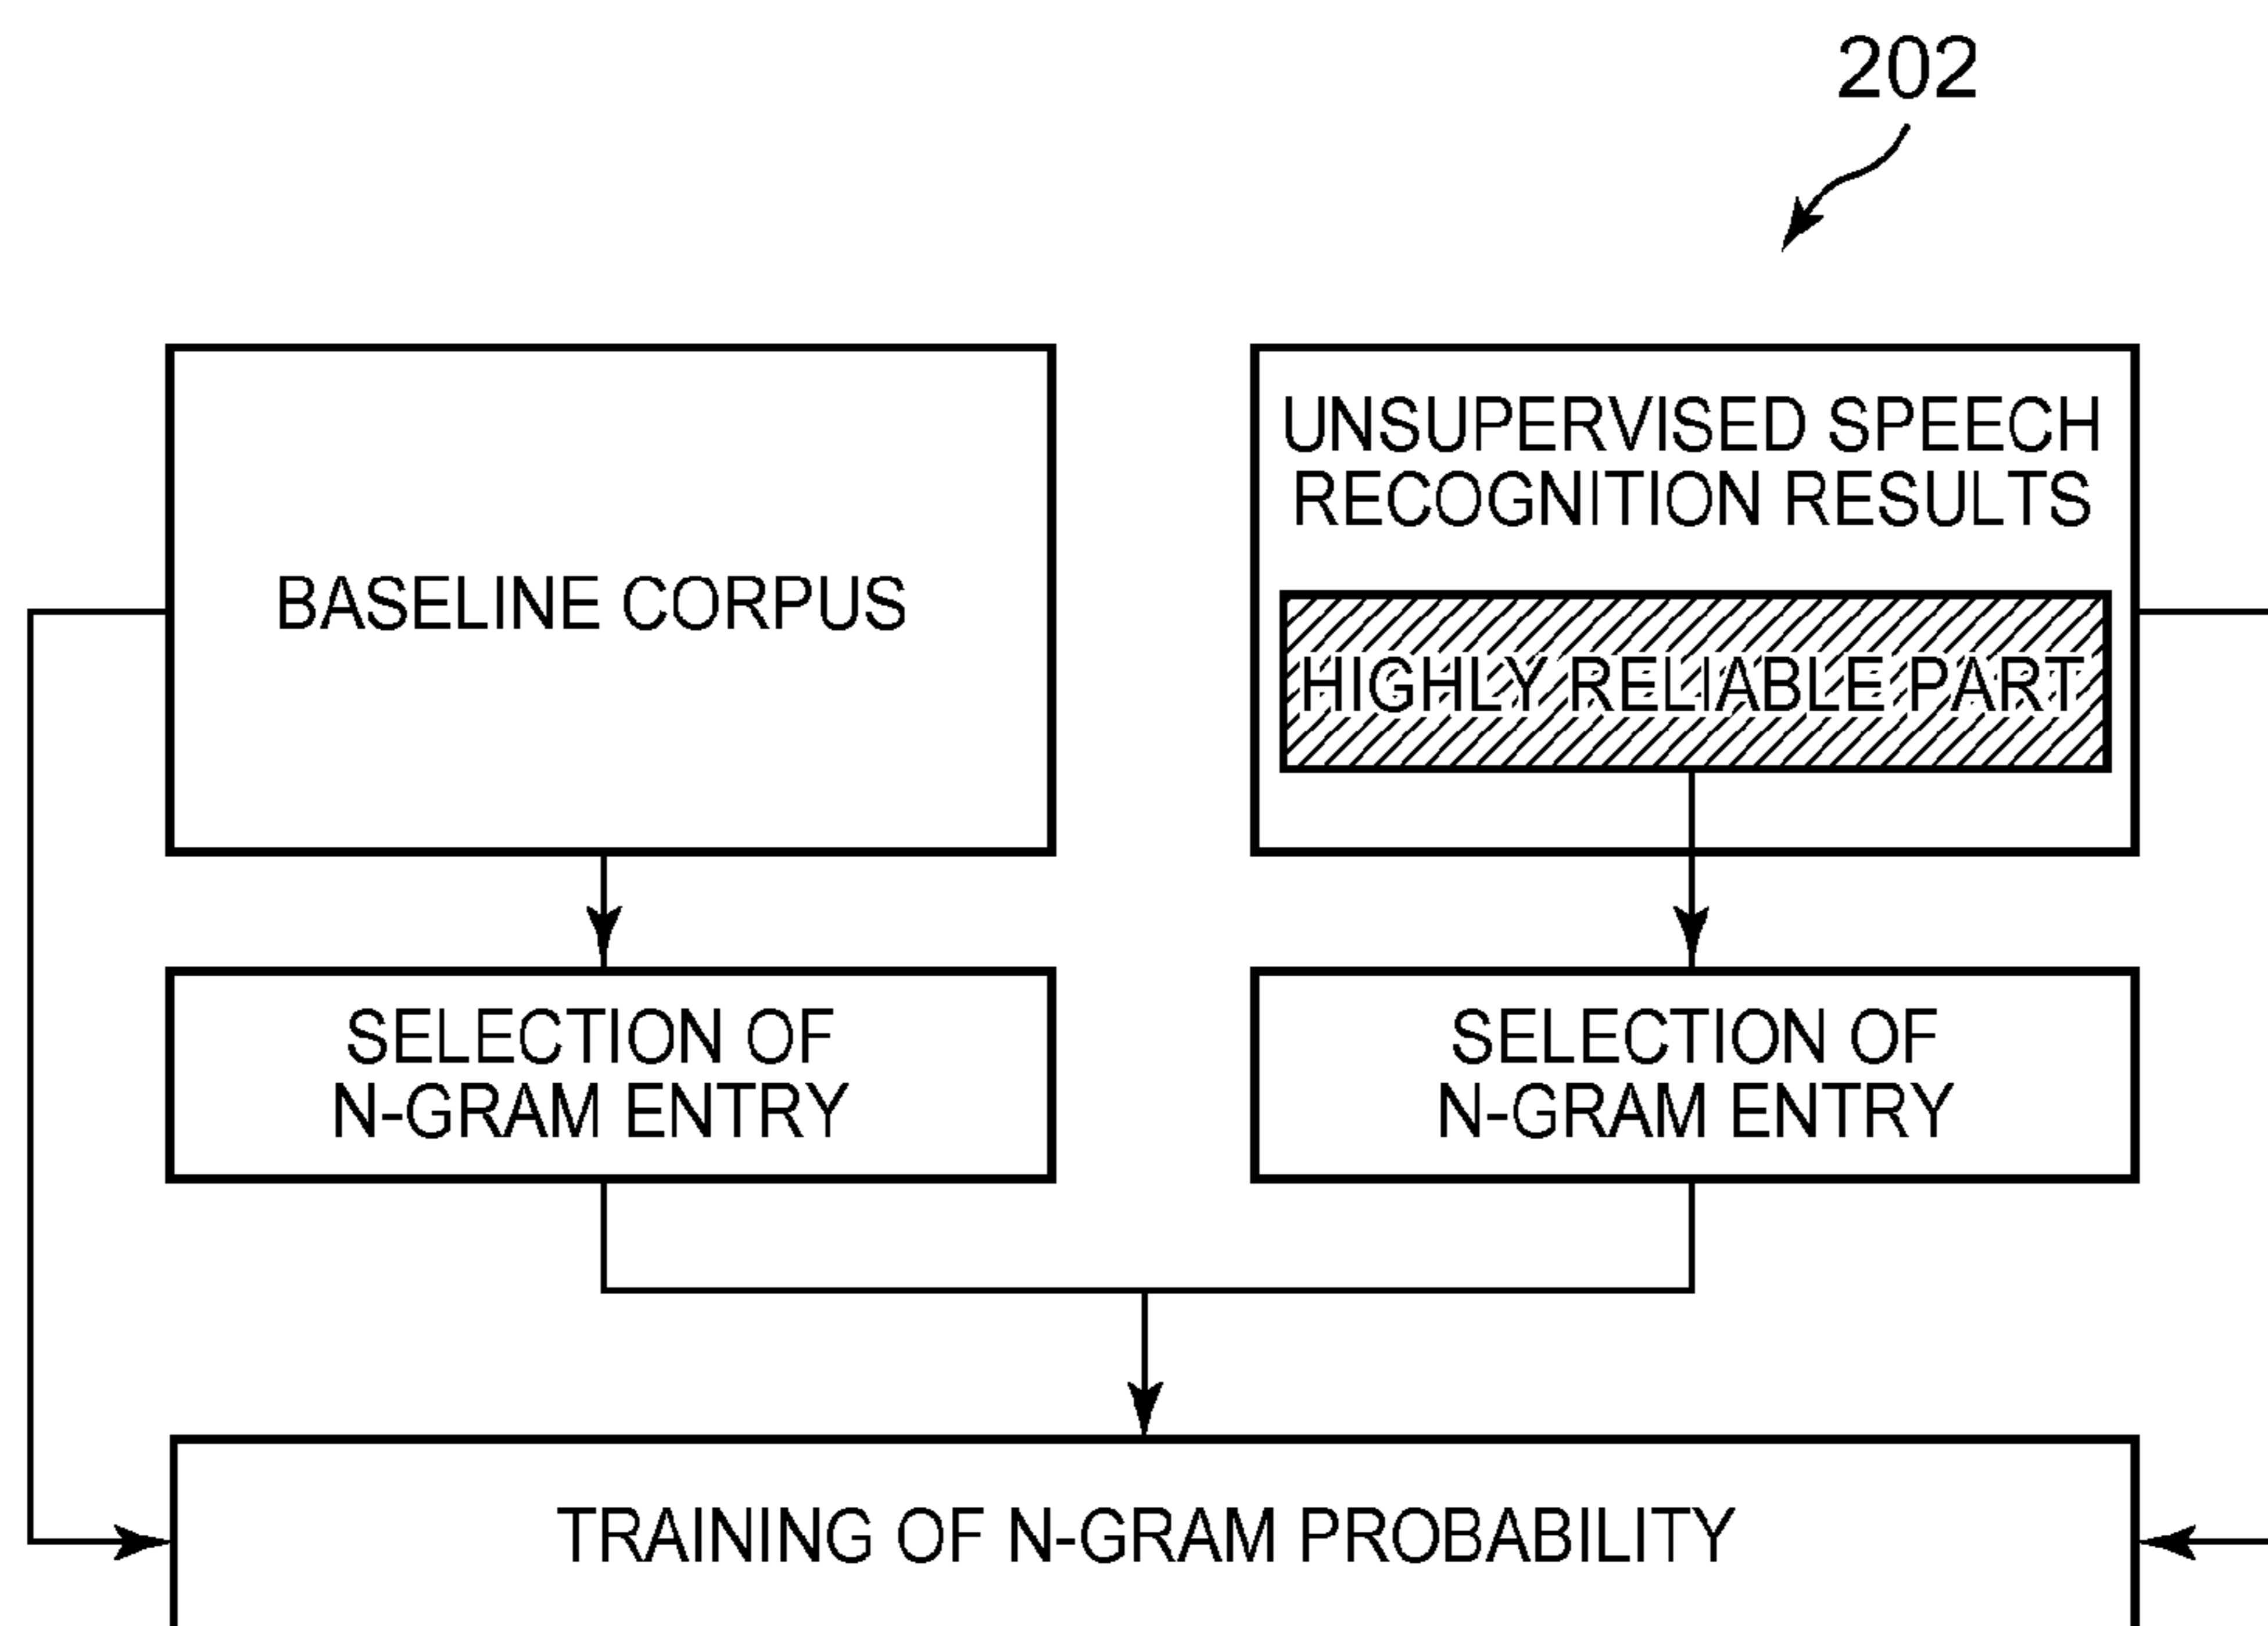 202
BASELINE CORPUS
UNSUPERVISED SPEECH
RECOGNITION RESULTS
HIGHLY RELIABLE PART
SELECTION OF
N-GRAM ENTRY
SELECTION OF
N-GRAM ENTRY
TRAINING OF N-GRAM PROBABILITY